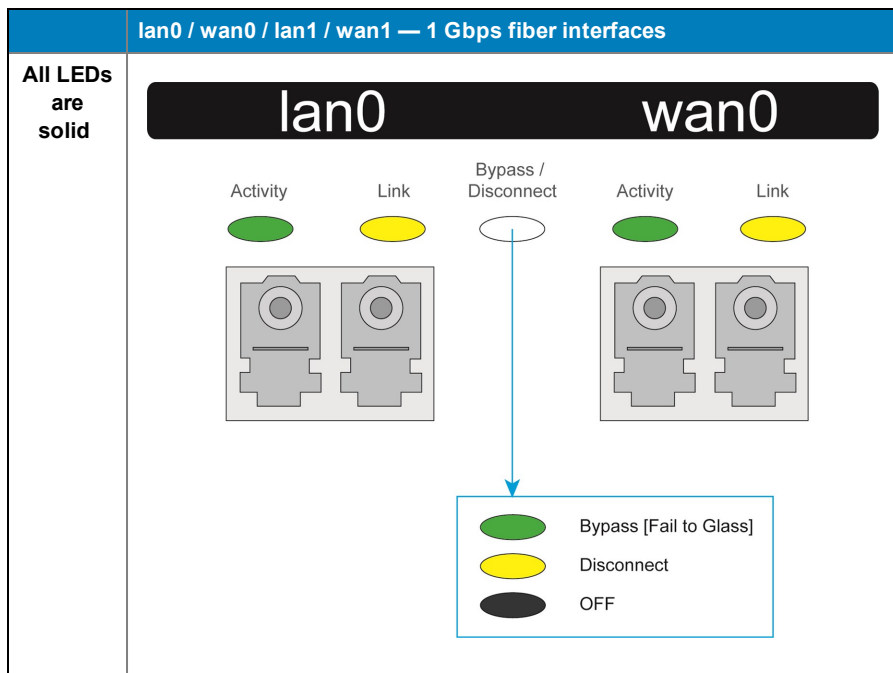 lan0 / wan0 / lan1 / wan1 — 1 Gbps fiber interfaces
All LEDs
are
solid
lan0 wan0
Activity Link Bypass / Disconnect Activity Link
Bypass [Fail to Glass]
Disconnect
OFF